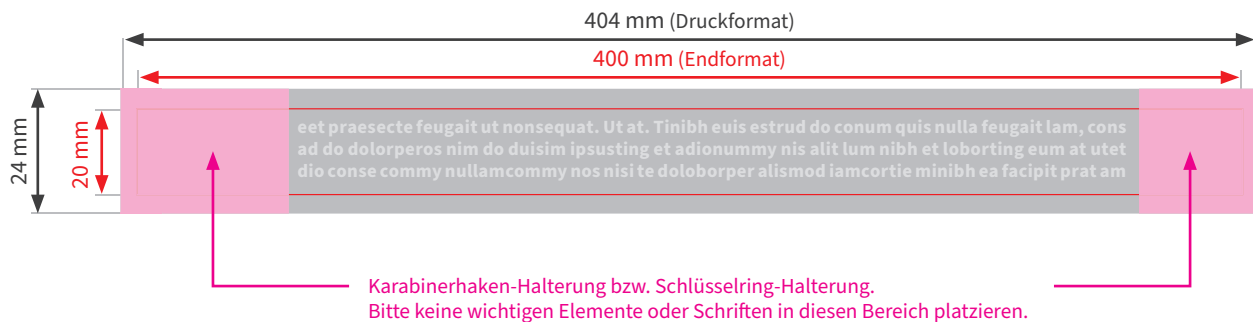 404 mm (Druckformat)
400 mm (Endformat)
24 mm
20 mm
eet praesecte feugait ut nonsequat. Ut at. Tinibh euis estrud do conum quis nulla feugait lam, cons
ad do dolorperos nim do duisim ipsusting et adionummy nis alit lum nibh et loborting eum at utet
dio conse commy nullan commy nos nisi te doloborper alismod iamcortie minibh ea facipit prat am
Karabinerhaken-Halterung bzw. Schlüsselring-Halterung.
Bitte keine wichtigen Elemente oder Schriften in diesen Bereich platzieren.